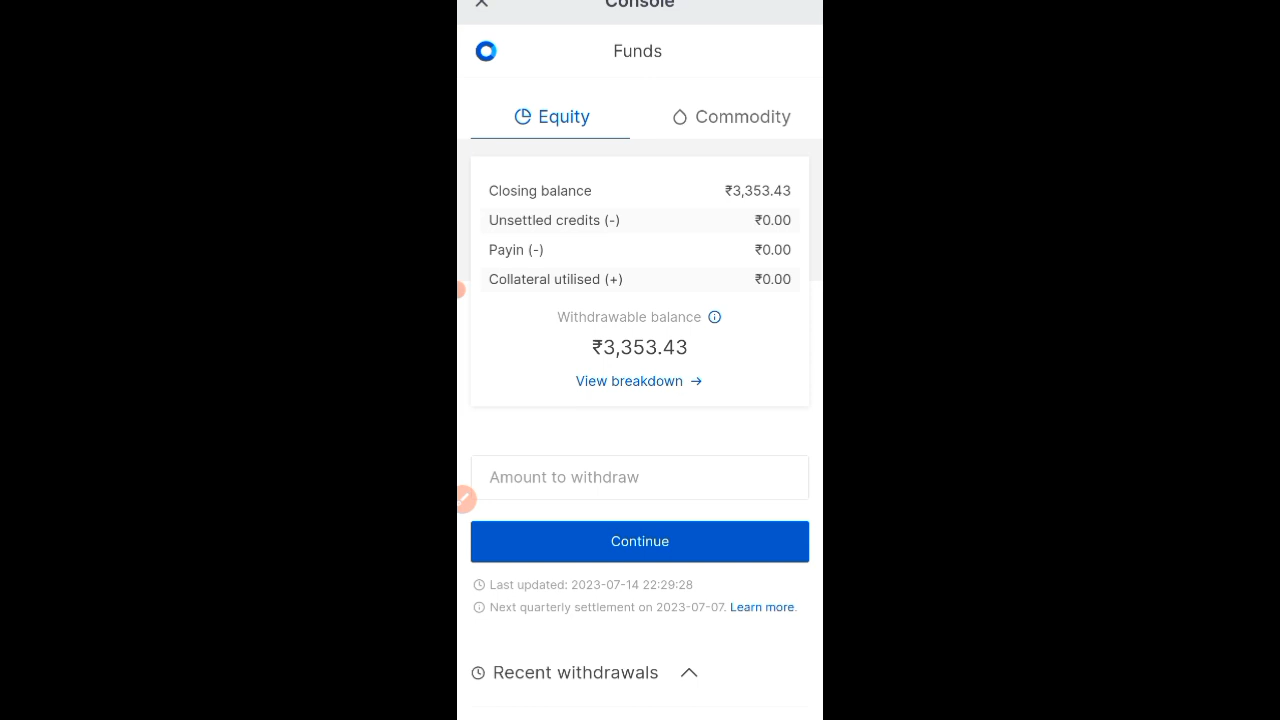 Console
Funds
Equity Commodity
Closing balance ₹3,353.43
Unsettled credits (-) ₹0.00
Payin (-) ₹0.00
Collateral utilised (+) ₹0.00
Withdrawable balance
₹3,353.43
View breakdown →
Amount to withdraw
Continue
Last updated: 2023-07-14 22:29:28
Next quarterly settlement on 2023-07-07. Learn more.
Recent withdrawals